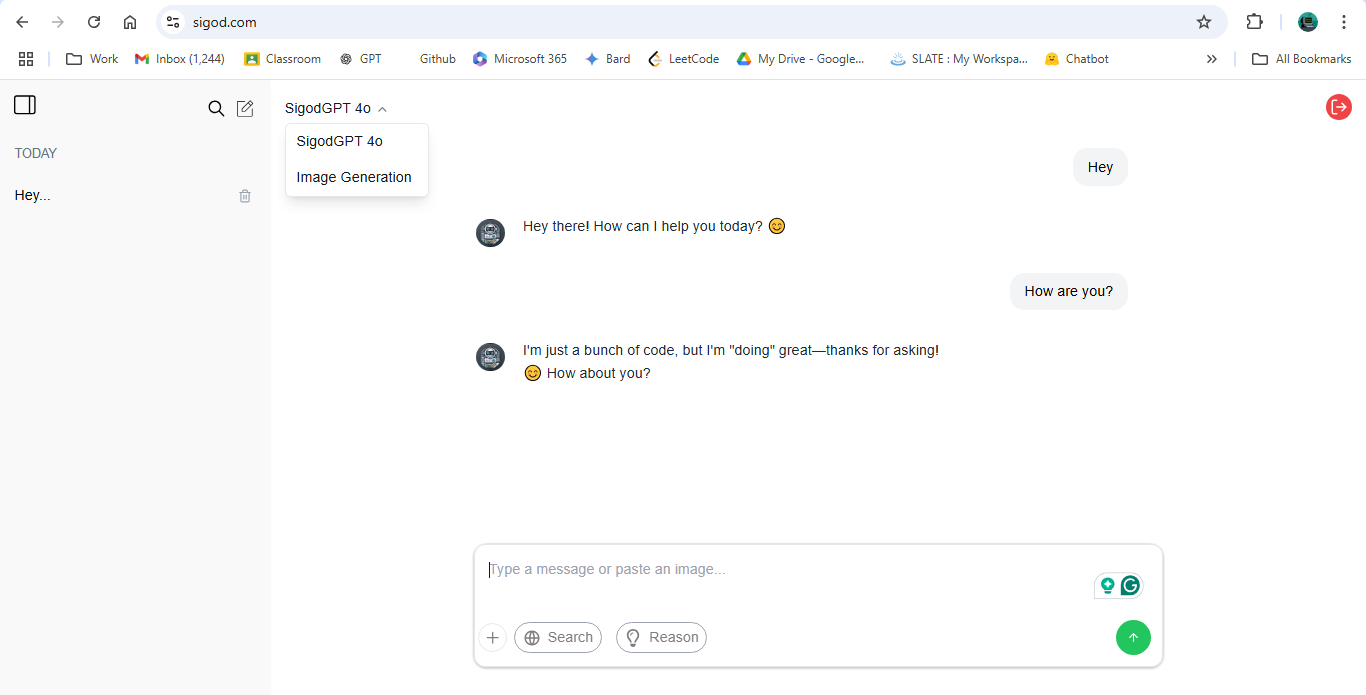 sigod.com
Work
Inbox (1,244)
Classroom
GPT
Github
Microsoft 365
Bard
LeetCode
My Drive - Google...
SLATE : My Workspa...
Chatbot
All Bookmarks
SigodGPT 4o
SigodGPT 4o
Image Generation
TODAY
Hey...
Hey
Hey there! How can I help you today? 😊
How are you?
I'm just a bunch of code, but I'm "doing" great—thanks for asking!
😊 How about you?
Type a message or paste an image...
Search
Reason